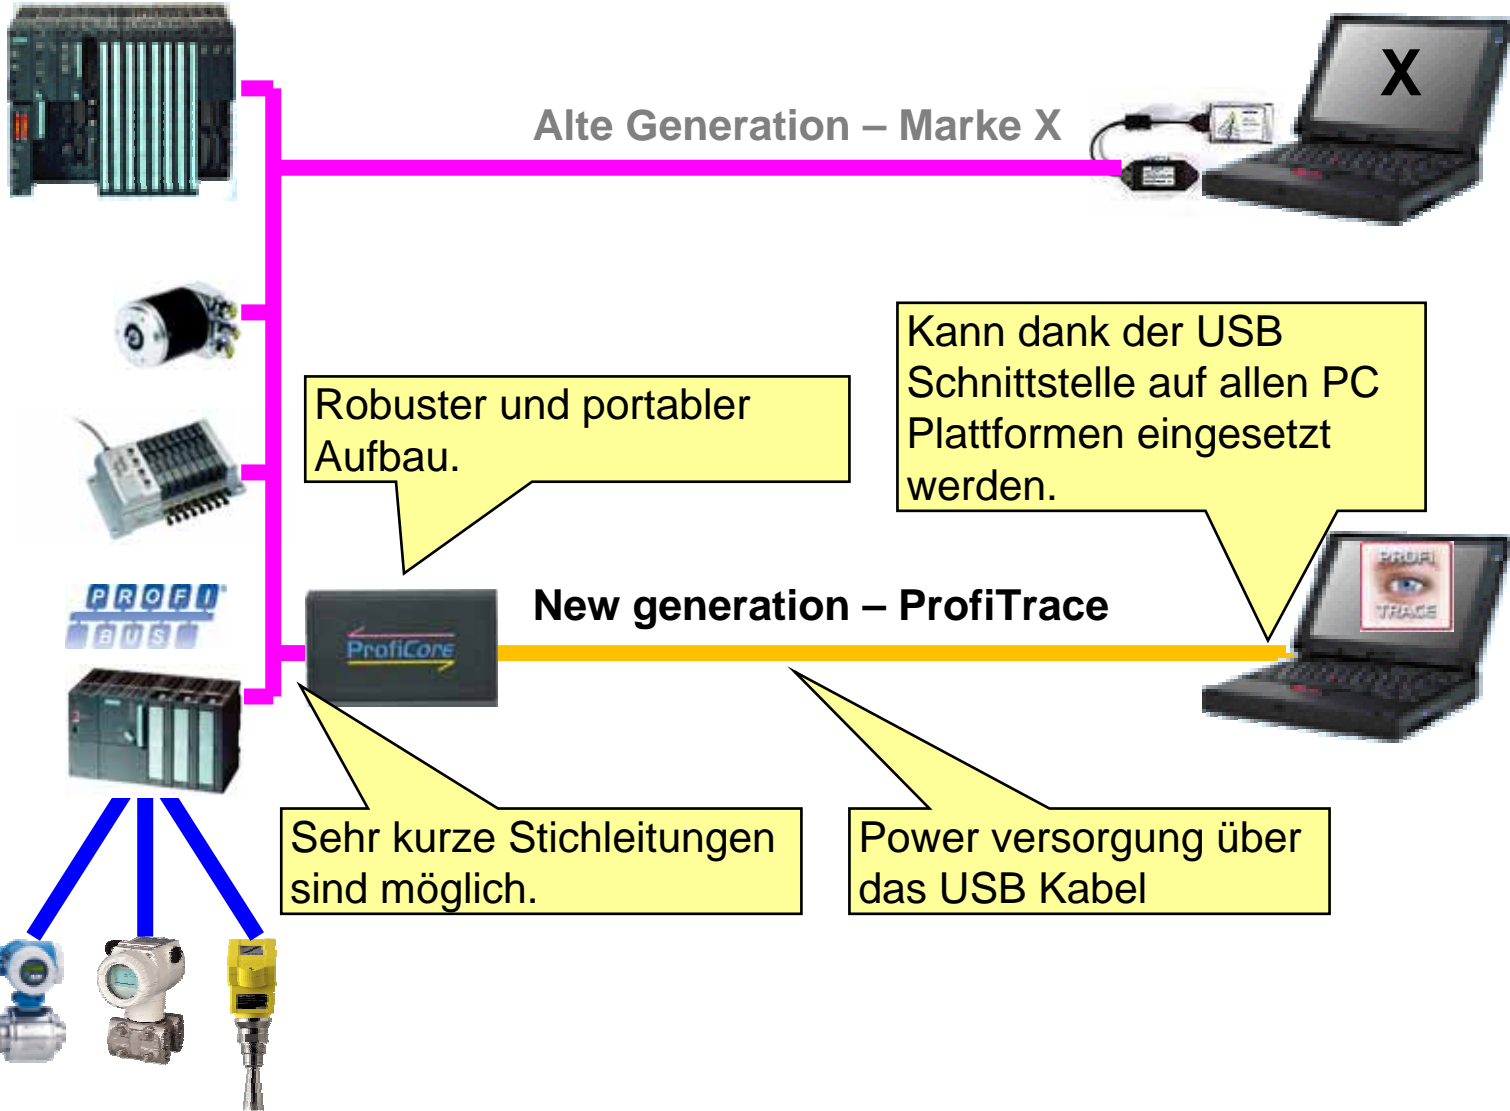 X
Alte Generation – Marke X
Kann dank der USB
Schnittstelle auf allen PC
Plattformen eingesetzt
werden.
Robuster und portabler
Aufbau.
PROFI
TRACE
PROFI
BUS
New generation – ProfiTrace
ProfiCore
Sehr kurze Stichleitungen
sind möglich.
Power versorgung über
das USB Kabel